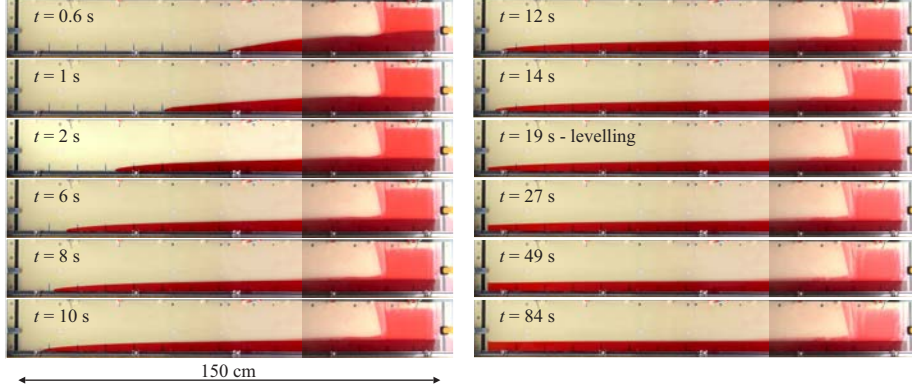 t = 0.6 s
t = 1 s
t = 2 s
t = 6 s
t = 8 s
t = 10 s
150 cm
t = 12 s
t = 14 s
t = 19 s - levelling
t = 27 s
t = 49 s
t = 84 s